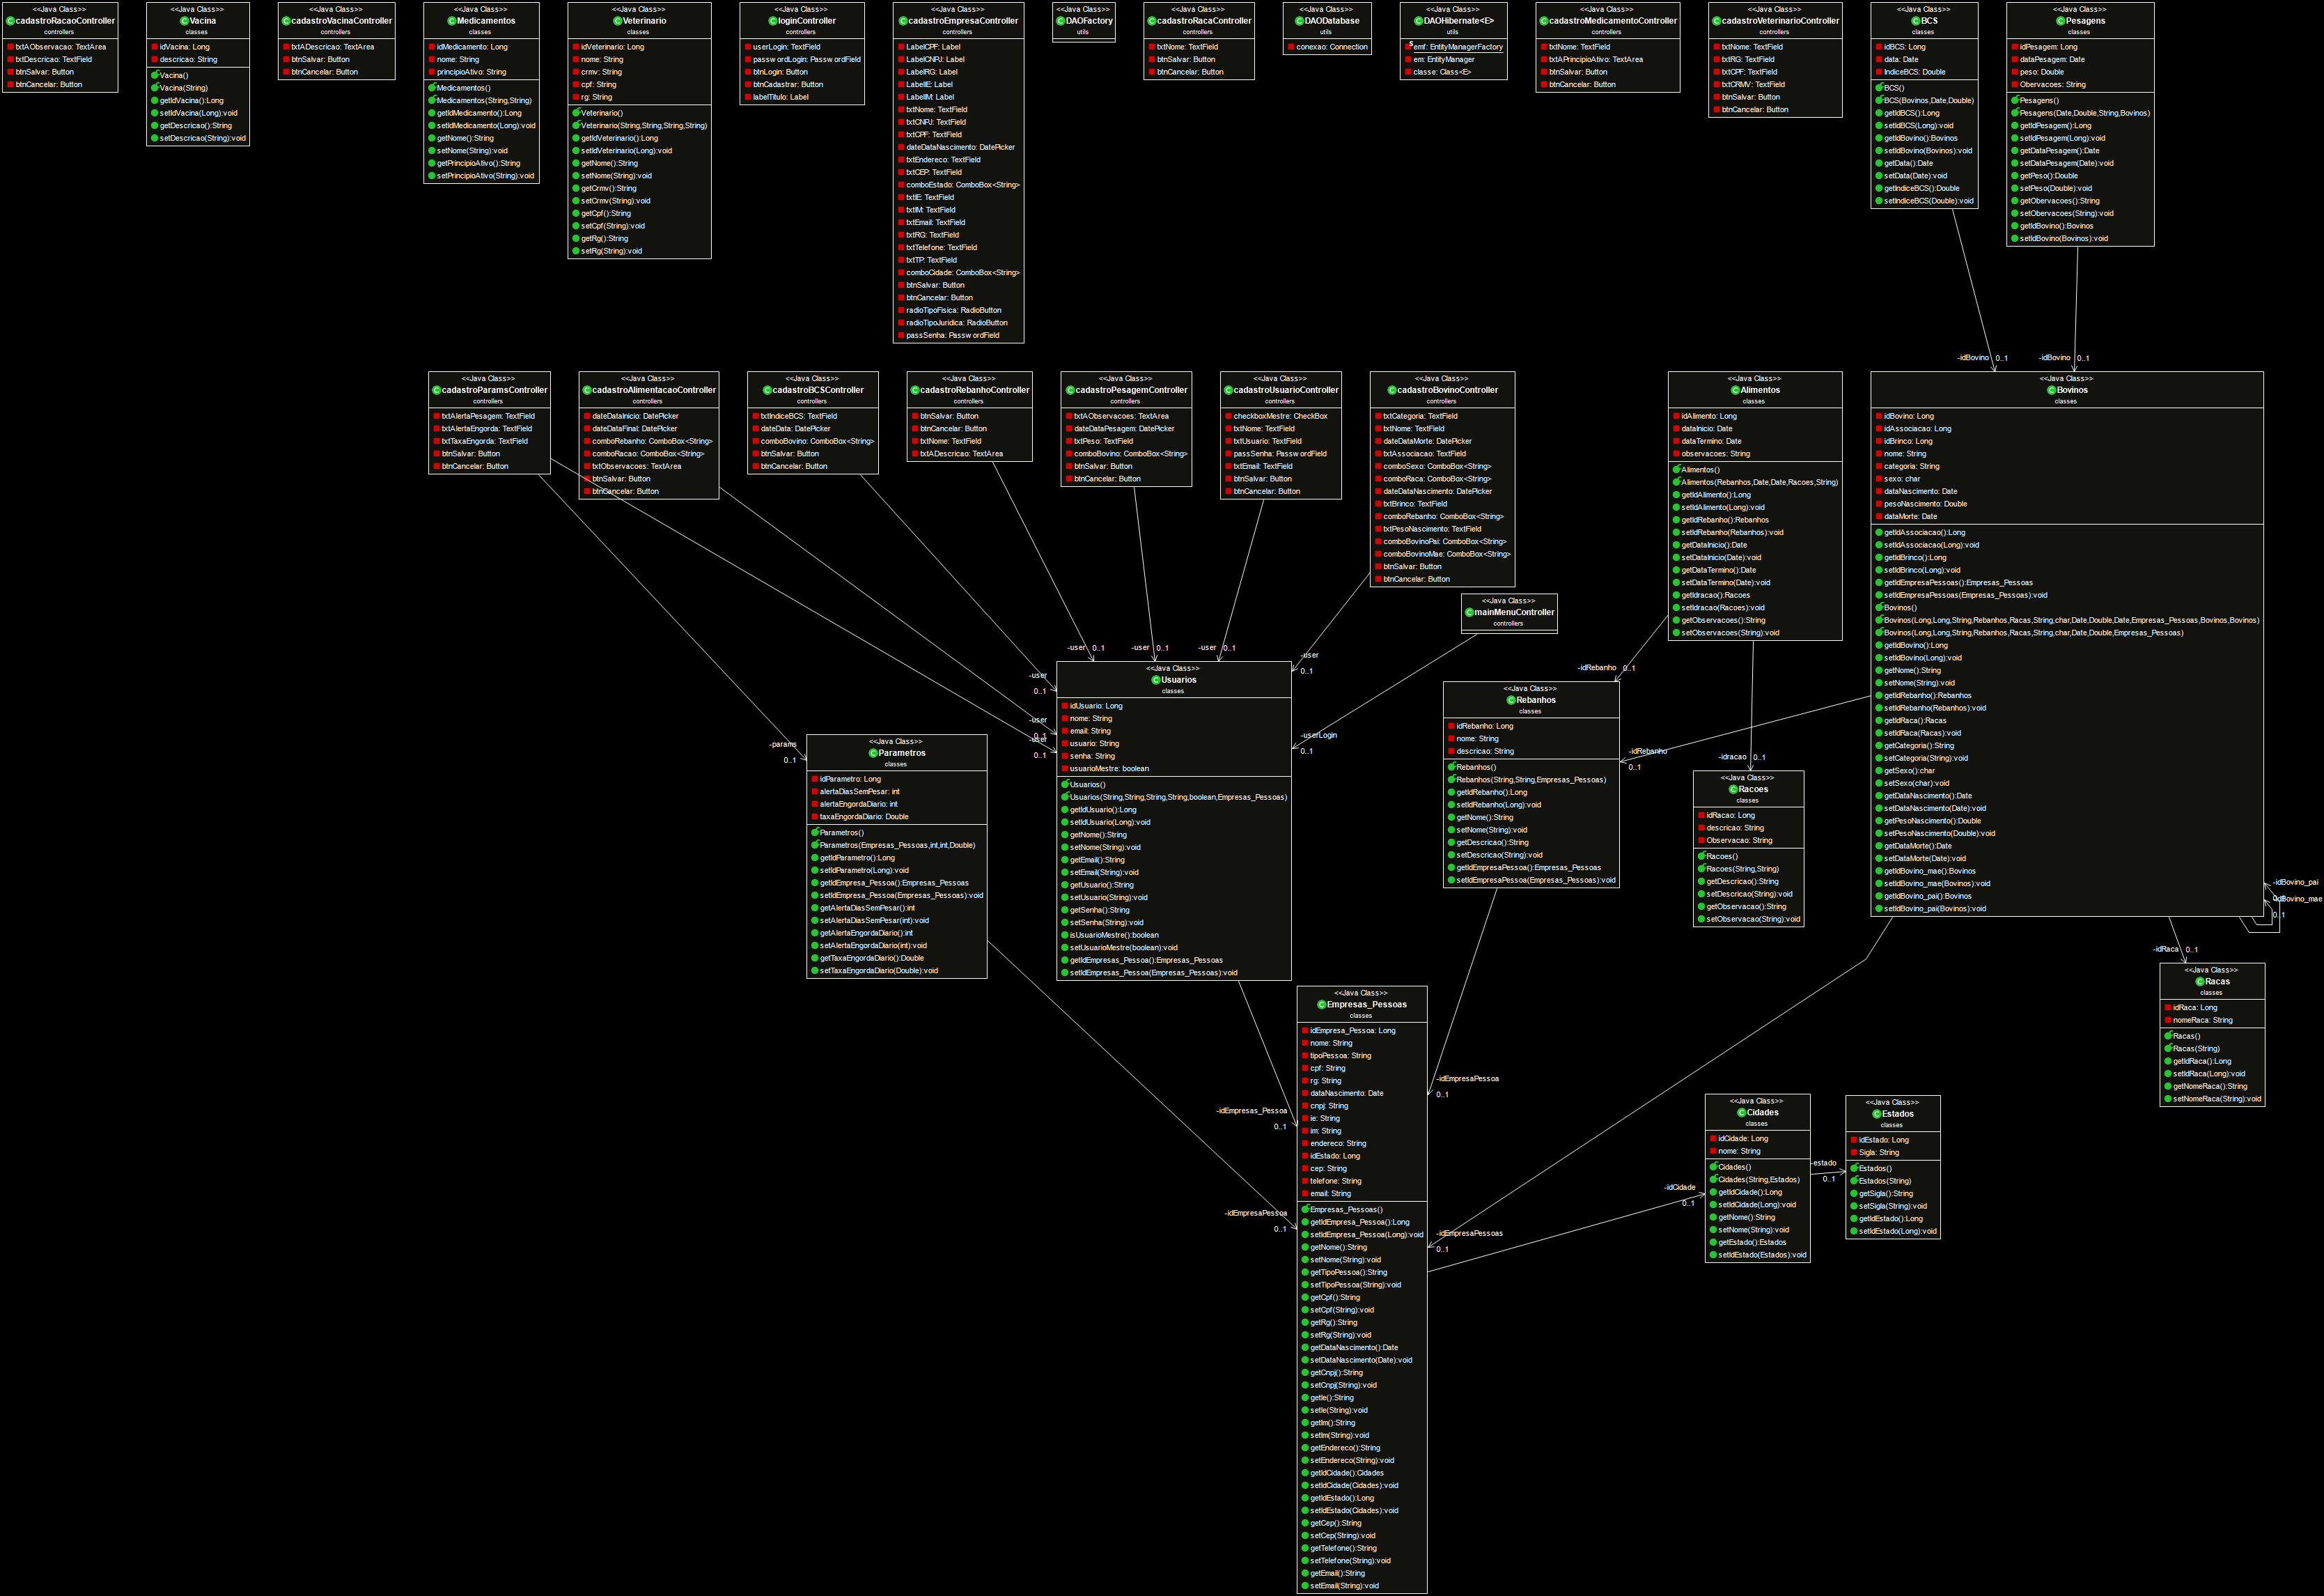 <<Java Class>>
cadastroRacaoController
controllers
txtAObservacao: TextArea
txtDescricao: TextField
btnSalvar: Button
btnCancelar: Button
<<Java Class>>
Vacina
classes
idVacina: Long
descricao: String
Vacina()
Vacina(String)
getIdVacina():Long
setIdVacina(Long):void
getDescricao():String
setDescricao(String):void
<<Java Class>>
cadastroVacinaController
controllers
txtADescricao: TextArea
btnSalvar: Button
btnCancelar: Button
<<Java Class>>
Medicamentos
classes
idMedicamento: Long
nome: String
principioAtivo: String
Medicamentos()
Medicamentos(String,String)
getIdMedicamento():Long
setIdMedicamento(Long):void
getNome():String
setNome(String):void
getPrincipioAtivo():String
setPrincipioAtivo(String):void
<<Java Class>>
Veterinario
classes
idVeterinario: Long
nome: String
crmv: String
cpf: String
rg: String
Veterinario()
Veterinario(String,String,String,String)
getIdVeterinario():Long
setIdVeterinario(Long):void
getNome():String
setNome(String):void
getCrmv():String
setCrmv(String):void
getCpf():String
setCpf(String):void
getRg():String
setRg(String):void
<<Java Class>>
loginController
controllers
userLogin: TextField
passwordLogin: PasswordField
btnLogin: Button
btnCadastrar: Button
labelTitulo: Label
<<Java Class>>
cadastroEmpresaController
controllers
LabelCPF: Label
LabelCNPJ: Label
LabelRG: Label
LabelIE: Label
LabelIM: Label
txtNome: TextField
txtCNPJ: TextField
txtCPF: TextField
dateDataNascimento: DatePicker
txtEndereco: TextField
txtCEP: TextField
comboEstado: ComboBox<String>
txtIE: TextField
txtIM: TextField
txtEmail: TextField
txtRG: TextField
txtTelefone: TextField
txtTP: TextField
comboCidade: ComboBox<String>
btnSalvar: Button
btnCancelar: Button
radioTipoFisica: RadioButton
radioTipoJuridica: RadioButton
passSenha: PasswordField
<<Java Class>>
DAOFactory
utils
<<Java Class>>
cadastroRacaController
controllers
txtNome: TextField
btnSalvar: Button
btnCancelar: Button
<<Java Class>>
DAODatabase
utils
conexao: Connection
<<Java Class>>
DAOHibernate<E>
utils
S
emf: EntityManagerFactory
em: EntityManager
classe: Class<E>
<<Java Class>>
cadastroMedicamentoController
controllers
txtNome: TextField
txtAPrincipioAtivo: TextArea
btnSalvar: Button
btnCancelar: Button
<<Java Class>>
cadastroVeterinarioController
controllers
txtNome: TextField
txtRG: TextField
txtCPF: TextField
txtCRMV: TextField
btnSalvar: Button
btnCancelar: Button
<<Java Class>>
BCS
classes
idBCS: Long
data: Date
IndiceBCS: Double
BCS()
BCS(Bovinos,Date,Double)
getIdBCS():Long
setIdBCS(Long):void
getIdBovino():Bovinos
setIdBovino(Bovinos):void
getData():Date
setData(Date):void
getIndiceBCS():Double
setIndiceBCS(Double):void
<<Java Class>>
Pesagens
classes
idPesagem: Long
dataPesagem: Date
peso: Double
Obervacoes: String
Pesagens()
Pesagens(Date,Double,String,Bovinos)
getIdPesagem():Long
setIdPesagem(Long):void
getDataPesagem():Date
setDataPesagem(Date):void
getPeso():Double
setPeso(Double):void
getObervacoes():String
setObervacoes(String):void
getIdBovino():Bovinos
setIdBovino(Bovinos):void
-idBovino 0..1
-idBovino 0..1
<<Java Class>>
cadastroParamsController
controllers
txtAlertaPesagem: TextField
txtAlertaEngorda: TextField
txtTaxaEngorda: TextField
btnSalvar: Button
btnCancelar: Button
<<Java Class>>
cadastroAlimentacaoController
controllers
dateDataInicio: DatePicker
dateDataFinal: DatePicker
comboRebanho: ComboBox<String>
comboRacao: ComboBox<String>
txtObservacoes: TextArea
btnSalvar: Button
btnCancelar: Button
<<Java Class>>
cadastroBCSController
controllers
txtIndiceBCS: TextField
dateData: DatePicker
comboBovino: ComboBox<String>
btnSalvar: Button
btnCancelar: Button
<<Java Class>>
cadastroRebanhoController
controllers
btnSalvar: Button
btnCancelar: Button
txtNome: TextField
txtADescricao: TextArea
<<Java Class>>
cadastroPesagemController
controllers
txtAObservacoes: TextArea
dateDataPesagem: DatePicker
txtPeso: TextField
comboBovino: ComboBox<String>
btnSalvar: Button
btnCancelar: Button
<<Java Class>>
cadastroUsuarioController
controllers
checkboxMestre: CheckBox
txtNome: TextField
txtUsuario: TextField
passSenha: PasswordField
txtEmail: TextField
btnSalvar: Button
btnCancelar: Button
<<Java Class>>
cadastroBovinoController
controllers
txtCategoria: TextField
txtNome: TextField
dateDataMorte: DatePicker
txtAssociacao: TextField
comboSexo: ComboBox<String>
comboRaca: ComboBox<String>
dateDataNascimento: DatePicker
txtBrinco: TextField
comboRebanho: ComboBox<String>
txtPesoNascimento: TextField
comboBovinoPai: ComboBox<String>
comboBovinoMae: ComboBox<String>
btnSalvar: Button
btnCancelar: Button
<<Java Class>>
mainMenuController
controllers
<<Java Class>>
Alimentos
classes
idAlimento: Long
dataInicio: Date
dataTermino: Date
observacoes: String
Alimentos()
Alimentos(Rebanhos,Date,Date,Racoes,String)
getIdAlimento():Long
setIdAlimento(Long):void
getIdRebanho():Rebanhos
setIdRebanho(Rebanhos):void
getDataInicio():Date
setDataInicio(Date):void
getDataTermino():Date
setDataTermino(Date):void
getIdracao():Racoes
setIdracao(Racoes):void
getObservacoes():String
setObservacoes(String):void
<<Java Class>>
Bovinos
classes
idBovino: Long
idAssociacao: Long
idBrinco: Long
nome: String
categoria: String
sexo: char
dataNascimento: Date
pesoNascimento: Double
dataMorte: Date
getIdAssociacao():Long
setIdAssociacao(Long):void
getIdBrinco():Long
setIdBrinco(Long):void
getIdEmpresaPessoas():Empresas_Pessoas
setIdEmpresaPessoas(Empresas_Pessoas):void
Bovinos()
Bovinos(Long,Long,String,Rebanhos,Racas,String,char,Date,Double,Date,Empresas_Pessoas,Bovinos,Bovinos)
Bovinos(Long,Long,String,Rebanhos,Racas,String,char,Date,Double,Empresas_Pessoas)
getIdBovino():Long
setIdBovino(Long):void
getNome():String
setNome(String):void
getIdRebanho():Rebanhos
setIdRebanho(Rebanhos):void
getIdRaca():Racas
setIdRaca(Racas):void
getCategoria():String
setCategoria(String):void
getSexo():char
setSexo(char):void
getDataNascimento():Date
setDataNascimento(Date):void
getPesoNascimento():Double
setPesoNascimento(Double):void
getDataMorte():Date
setDataMorte(Date):void
getIdBovino_mae():Bovinos
setIdBovino_mae(Bovinos):void
getIdBovino_pai():Bovinos
setIdBovino_pai(Bovinos):void
-idBovino_pai
0..1
-idBovino_mae
0..1
-user 0..1
-user 0..1
-user 0..1
-user
0..1
-user
0..1
-user
0..1
-user
0..1
-userLogin
0..1
-params
0..1
-idRebanho 0..1
-idRebanho
0..1
-idracao 0..1
-idRaca 0..1
<<Java Class>>
Parametros
classes
idParametro: Long
alertaDiasSemPesar: int
alertaEngordaDiario: int
taxaEngordaDiario: Double
Parametros()
Parametros(Empresas_Pessoas,int,int,Double)
getIdParametro():Long
setIdParametro(Long):void
getIdEmpresa_Pessoa():Empresas_Pessoas
setIdEmpresa_Pessoa(Empresas_Pessoas):void
getAlertaDiasSemPesar():int
setAlertaDiasSemPesar(int):void
getAlertaEngordaDiario():int
setAlertaEngordaDiario(int):void
getTaxaEngordaDiario():Double
setTaxaEngordaDiario(Double):void
<<Java Class>>
Usuarios
classes
idUsuario: Long
nome: String
email: String
usuario: String
senha: String
usuarioMestre: boolean
Usuarios()
Usuarios(String,String,String,String,boolean,Empresas_Pessoas)
getIdUsuario():Long
setIdUsuario(Long):void
getNome():String
setNome(String):void
getEmail():String
setEmail(String):void
getUsuario():String
setUsuario(String):void
getSenha():String
setSenha(String):void
isUsuarioMestre():boolean
setUsuarioMestre(boolean):void
getIdEmpresas_Pessoa():Empresas_Pessoas
setIdEmpresas_Pessoa(Empresas_Pessoas):void
<<Java Class>>
Rebanhos
classes
idRebanho: Long
nome: String
descricao: String
Rebanhos()
Rebanhos(String,String,Empresas_Pessoas)
getIdRebanho():Long
setIdRebanho(Long):void
getNome():String
setNome(String):void
getDescricao():String
setDescricao(String):void
getIdEmpresaPessoa():Empresas_Pessoas
setIdEmpresaPessoa(Empresas_Pessoas):void
<<Java Class>>
Racoes
classes
idRacao: Long
descricao: String
Observacao: String
Racoes()
Racoes(String,String)
getDescricao():String
setDescricao(String):void
getObservacao():String
setObservacao(String):void
<<Java Class>>
Racas
classes
idRaca: Long
nomeRaca: String
Racas()
Racas(String)
getIdRaca():Long
setIdRaca(Long):void
getNomeRaca():String
setNomeRaca(String):void
-idEmpresas_Pessoa
0..1
-idEmpresaPessoa
0..1
-idEmpresaPessoa
0..1
-idEmpresaPessoas
0..1
-idCidade
0..1
-estado
0..1
<<Java Class>>
Empresas_Pessoas
classes
idEmpresa_Pessoa: Long
nome: String
tipoPessoa: String
cpf: String
rg: String
dataNascimento: Date
cnpj: String
ie: String
im: String
endereco: String
idEstado: Long
cep: String
telefone: String
email: String
Empresas_Pessoas()
getIdEmpresa_Pessoa():Long
setIdEmpresa_Pessoa(Long):void
getNome():String
setNome(String):void
getTipoPessoa():String
setTipoPessoa(String):void
getCpf():String
setCpf(String):void
getRg():String
setRg(String):void
getDataNascimento():Date
setDataNascimento(Date):void
getCnpj():String
setCnpj(String):void
getIe():String
setIe(String):void
getIm():String
setIm(String):void
getEndereco():String
setEndereco(String):void
getIdCidade():Cidades
setIdCidade(Cidades):void
getIdEstado():Long
setIdEstado(Cidades):void
getCep():String
setCep(String):void
getTelefone():String
setTelefone(String):void
getEmail():String
setEmail(String):void
<<Java Class>>
Cidades
classes
idCidade: Long
nome: String
Cidades()
Cidades(String,Estados)
getIdCidade():Long
setIdCidade(Long):void
getNome():String
setNome(String):void
getEstado():Estados
setIdEstado(Estados):void
<<Java Class>>
Estados
classes
idEstado: Long
Sigla: String
Estados()
Estados(String)
getSigla():String
setSigla(String):void
getIdEstado():Long
setIdEstado(Long):void